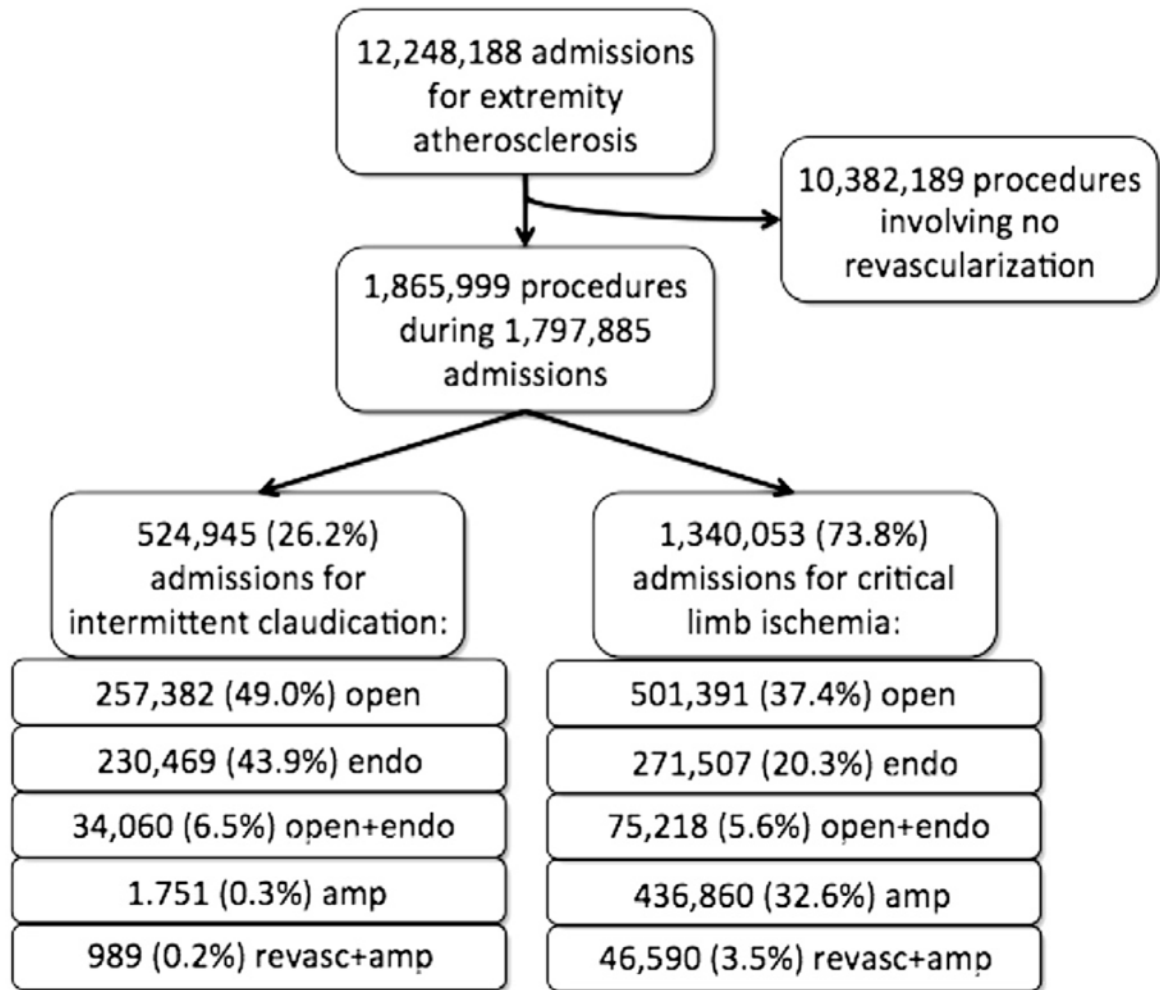 12,248,188 admissions
for extremity
atherosclerosis
10,382,189 procedures
involving no
revascularization
1,865,999 procedures
during 1,797,885
admissions
524,945 (26.2%)
admissions for
intermittent claudication:
257,382 (49.0%) open
230,469 (43.9%) endo
34,060 (6.5%) open+endo
1.751 (0.3%) amp
989 (0.2%) revasc+amp
1,340,053 (73.8%)
admissions for critical
limb ischemia:
501,391 (37.4%) open
271,507 (20.3%) endo
75,218 (5.6%) open+endo
436,860 (32.6%) amp
46,590 (3.5%) revasc+amp